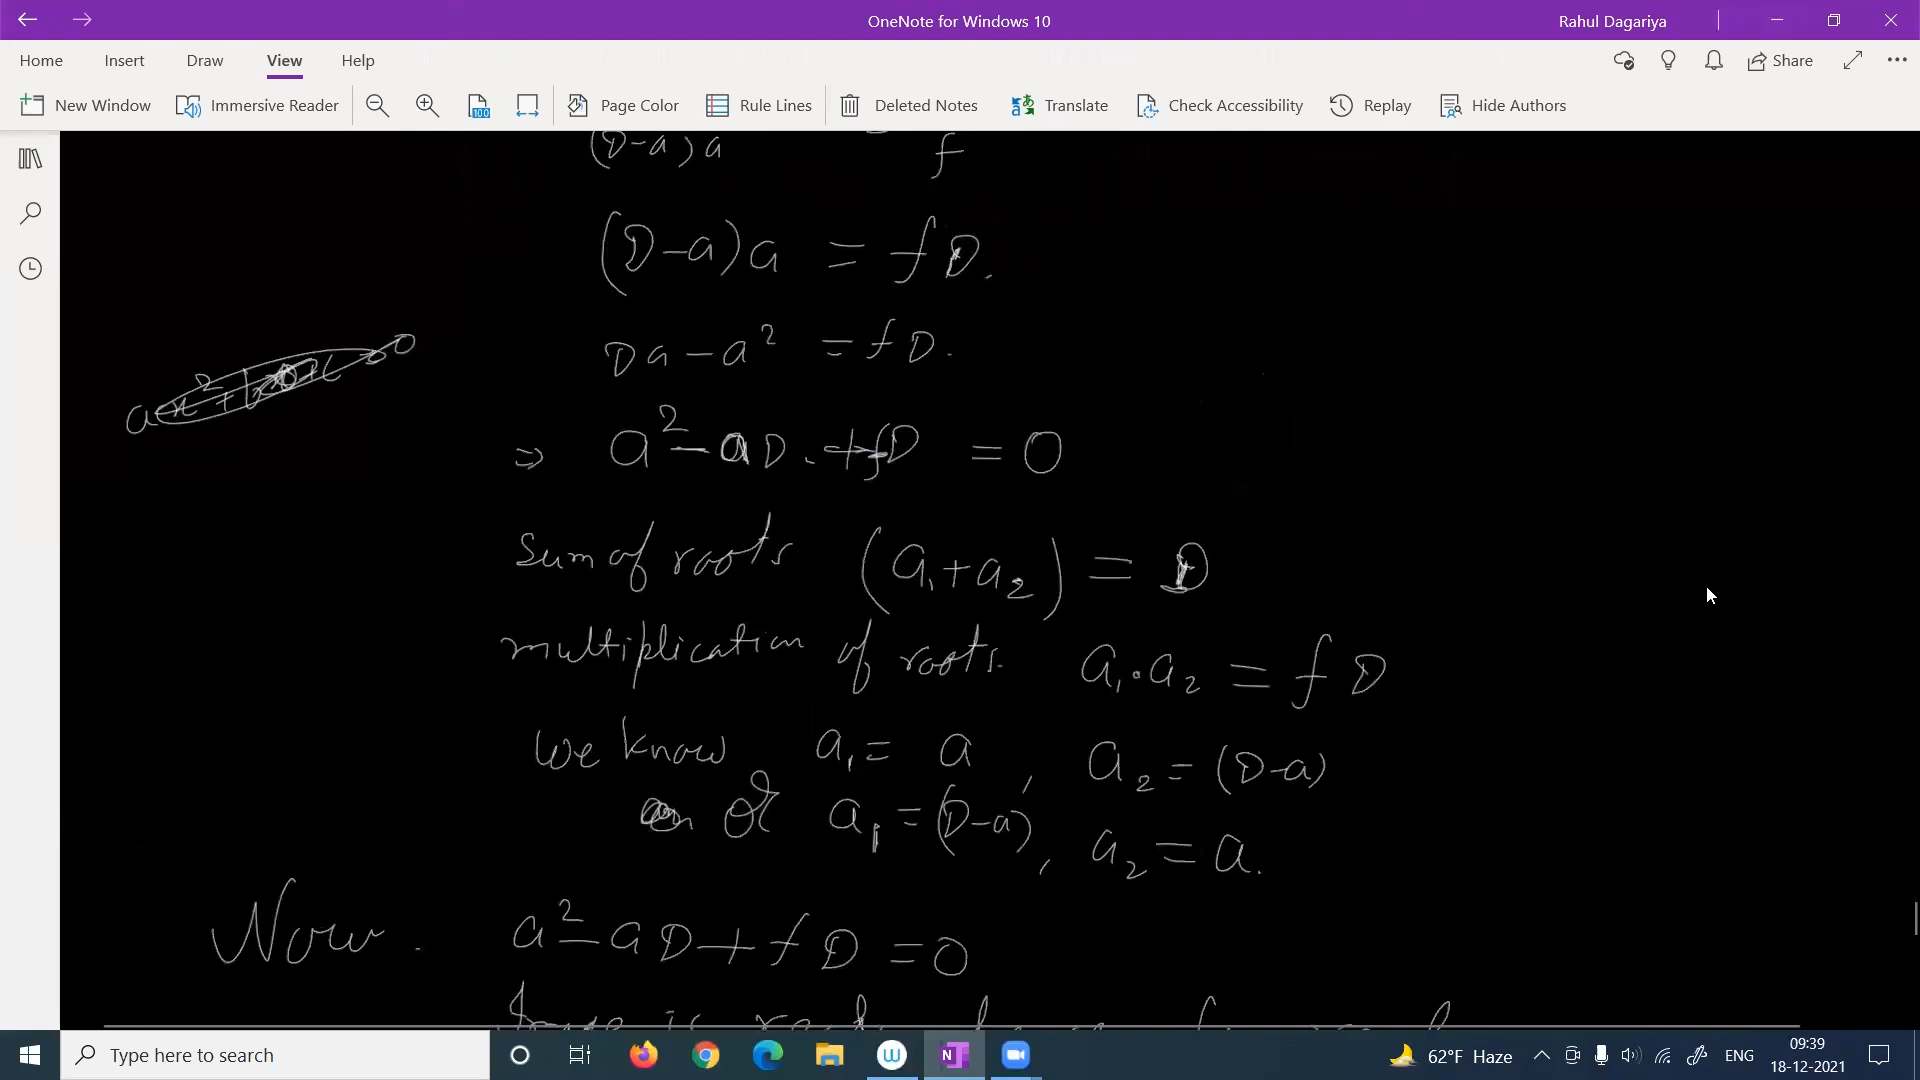 OneNote for Windows 10
Rahul Dagariya
Home Insert Draw View Help
Share
New Window Immersive Reader 100 Page Color Rule Lines Deleted Notes Translate Check Accessibility Replay Hide Authors
(D-a)a f
(D-a)a = fD.
Da-a² = fD.
⇒ a²-aD.+fD = 0
Sum of roots (a₁+a₂) = D
multiplication of roots. a₁.a₂ = fD
We know a₁= a, a₂=(D-a)
or a₁=(D-a), a₂=a.
Now. a²-aD+fD=0
Type here to search
62°F Haze
ENG
09:39
18-12-2021